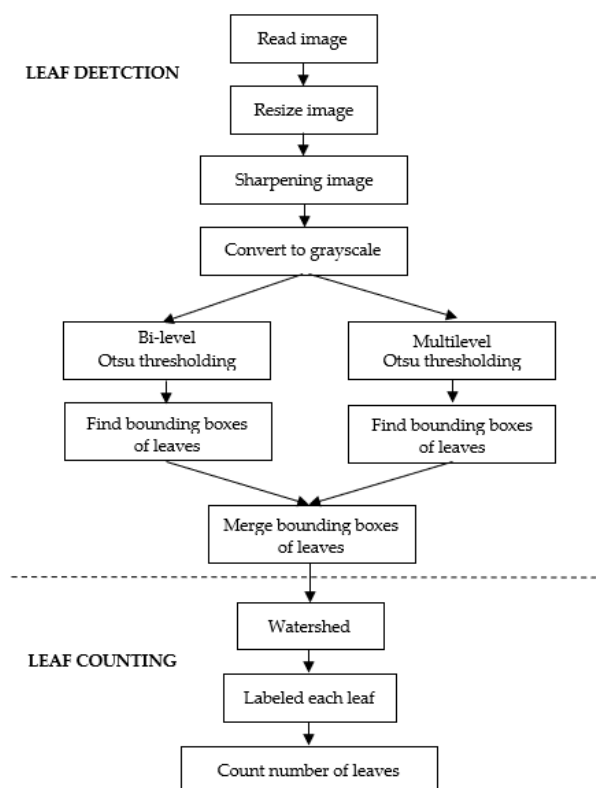 Read image
LEAF DEETCTION
Resize image
Sharpening image
Convert to grayscale
Bi-level
Otsu thresholding
Multilevel
Otsu thresholding
Find bounding boxes
of leaves
Find bounding boxes
of leaves
Merge bounding boxes
of leaves
Watershed
LEAF COUNTING
Labeled each leaf
Count number of leaves